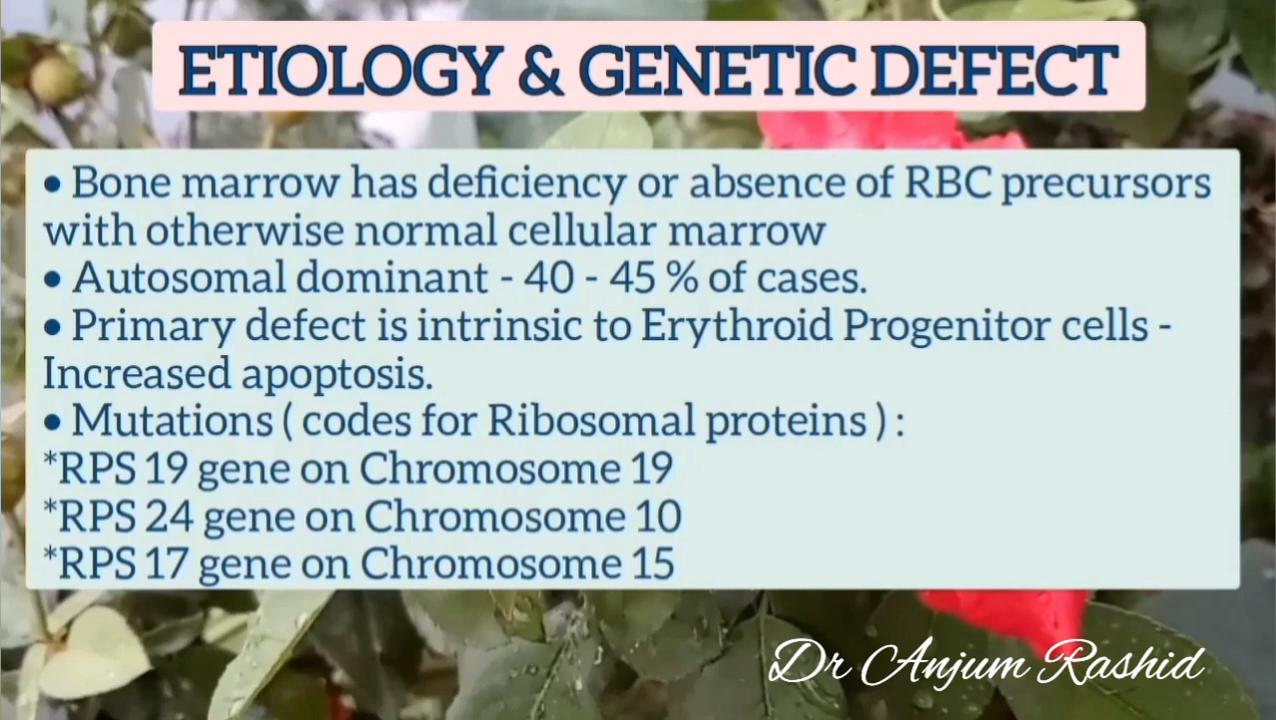 ETIOLOGY & GENETIC DEFECT
• Bone marrow has deficiency or absence of RBC precursors
with otherwise normal cellular marrow
• Autosomal dominant - 40 - 45 % of cases.
• Primary defect is intrinsic to Erythroid Progenitor cells -
Increased apoptosis.
• Mutations ( codes for Ribosomal proteins ) :
*RPS 19 gene on Chromosome 19
*RPS 24 gene on Chromosome 10
*RPS 17 gene on Chromosome 15
Dr Anjum Rashid